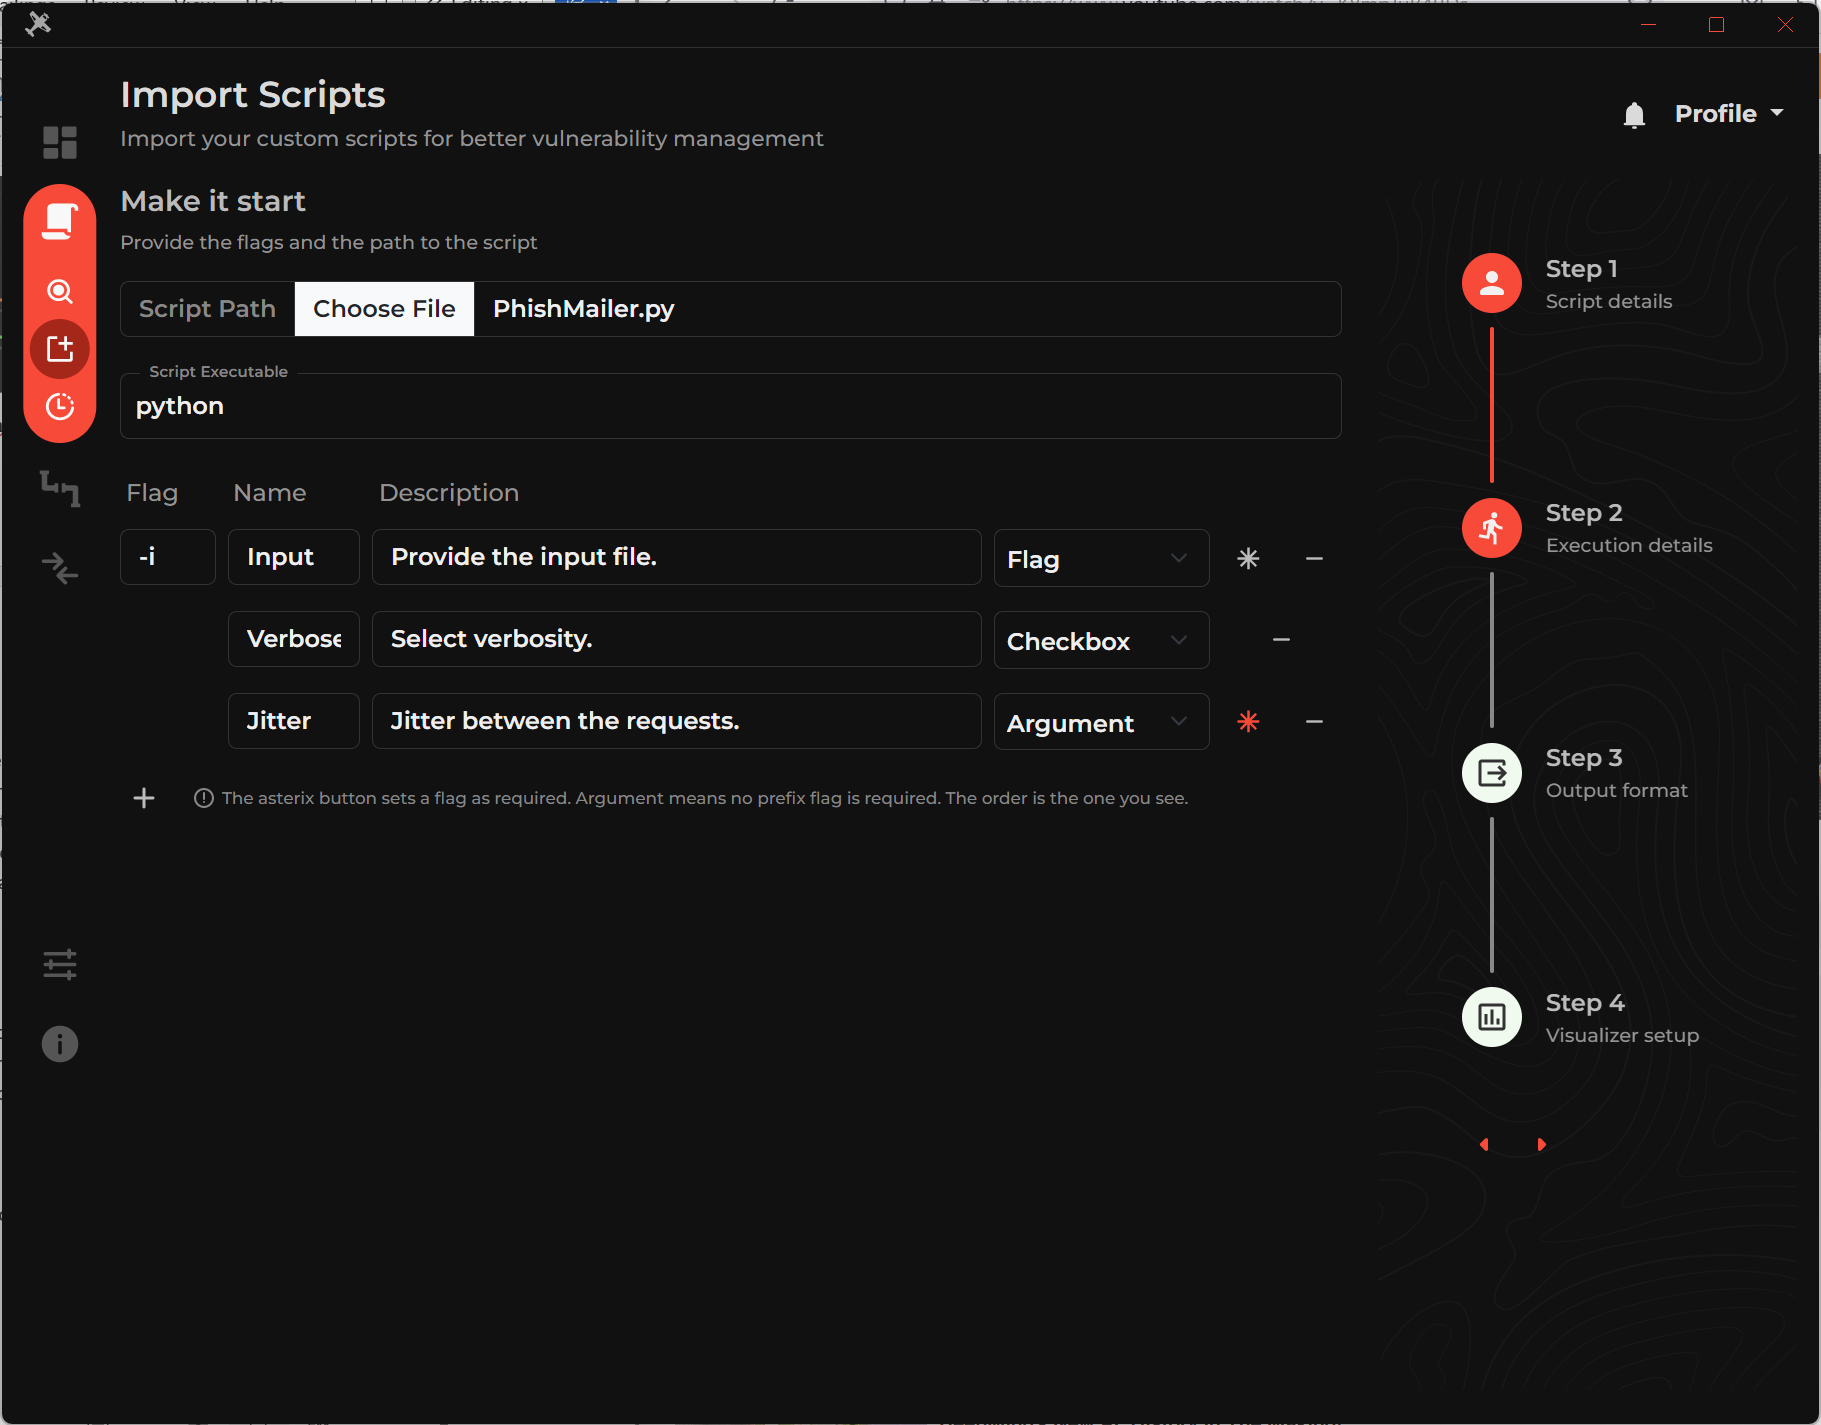 Import Scripts
Import your custom scripts for better vulnerability management
Profile
Make it start
Provide the flags and the path to the script
Script Path Choose File PhishMailer.py
Script Executable
python
Flag Name Description
-i Input Provide the input file. Flag
Verbose Select verbosity. Checkbox
Jitter Jitter between the requests. Argument
The asterix button sets a flag as required. Argument means no prefix flag is required. The order is the one you see.
Step 1
Script details
Step 2
Execution details
Step 3
Output format
Step 4
Visualizer setup